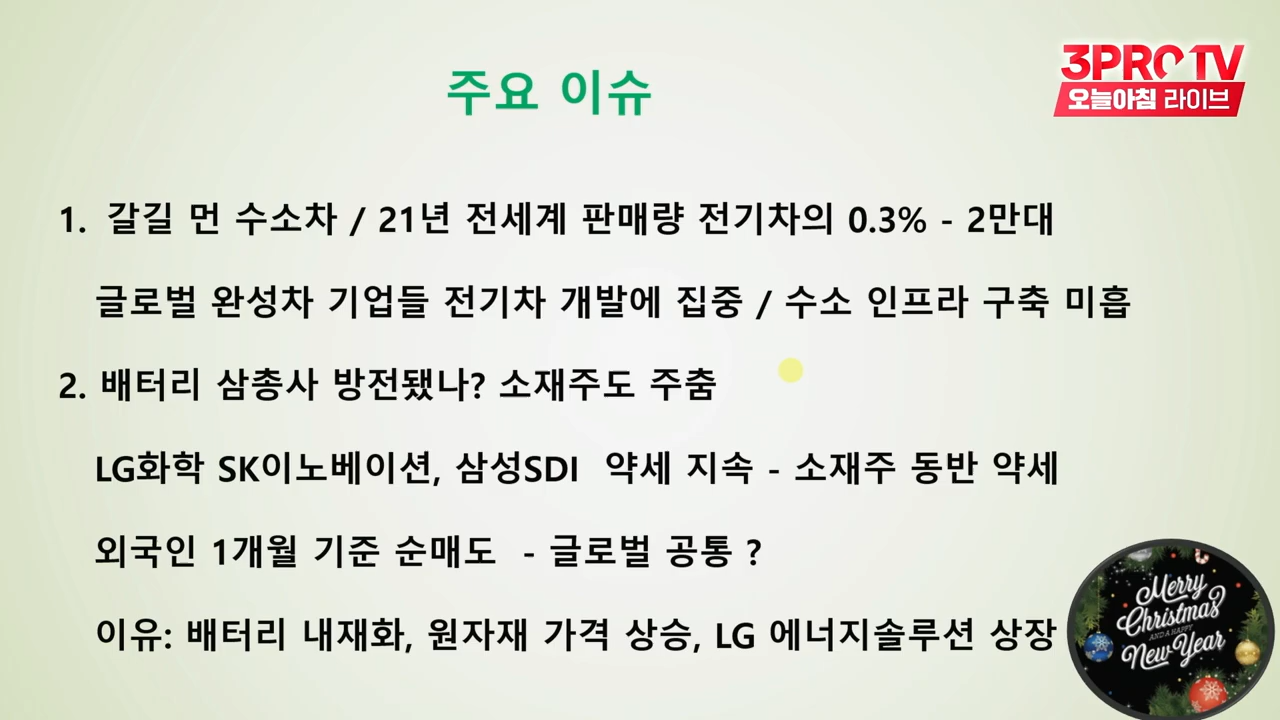 주요 이슈
3PRO TV
오늘아침 라이브
1. 갈길 먼 수소차 / 21년 전세계 판매량 전기차의 0.3% - 2만대
글로벌 완성차 기업들 전기차 개발에 집중 / 수소 인프라 구축 미흡
2. 배터리 삼총사 방전됐나? 소재주도 주춤
LG화학 SK이노베이션, 삼성SDI 약세 지속 - 소재주 동반 약세
외국인 1개월 기준 순매도 - 글로벌 공통 ?
이유: 배터리 내재화, 원자재 가격 상승, LG 에너지솔루션 상장
Merry
Christmas
AND A HAPPY
New Year